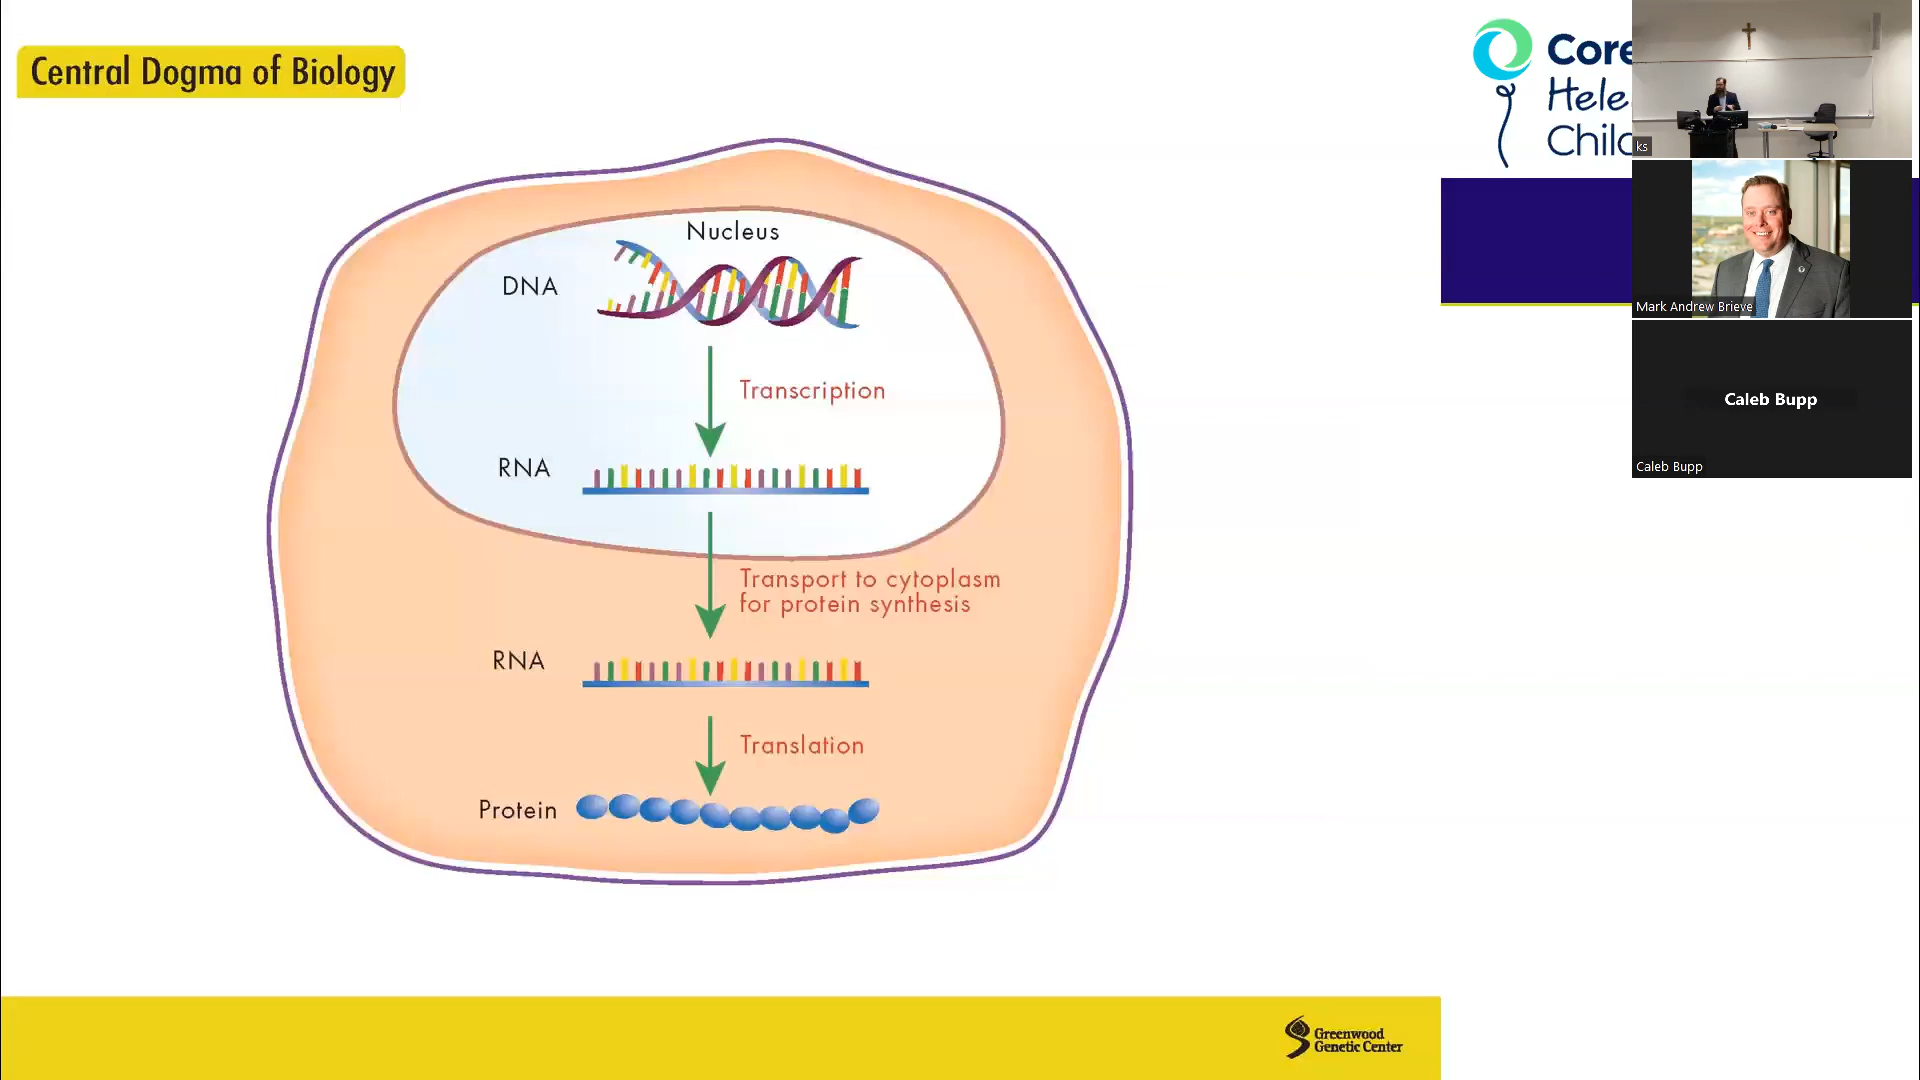 Central Dogma of Biology
Nucleus
DNA
Transcription
RNA
Transport to cytoplasm
for protein synthesis
RNA
Translation
Protein
Greenwood
Genetic Center
Core
Hele
Chilc
ks
Mark Andrew Brieve
Caleb Bupp
Caleb Bupp